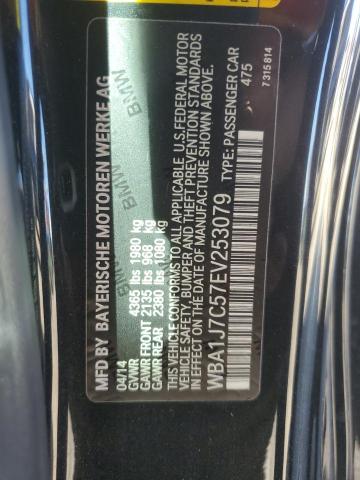 MFD BY BAYERISCHE MOTOREN WERKE AG
04/14
GVWR 4365 lbs 1980 kg
GAWR FRONT 2135 lbs 968 kg
GAWR REAR 2380 lbs 1080 kg
THIS VEHICLE CONFORMS TO ALL APPLICABLE U.S.FEDERAL MOTOR
VEHICLE SAFETY, BUMPER AND THEFT PREVENTION STANDARDS
IN EFFECT ON THE DATE OF MANUFACTURE SHOWN ABOVE.
WBA1J7C57EV253079 TYPE: PASSENGER CAR
475
7315814
BMW
BMW
BMW